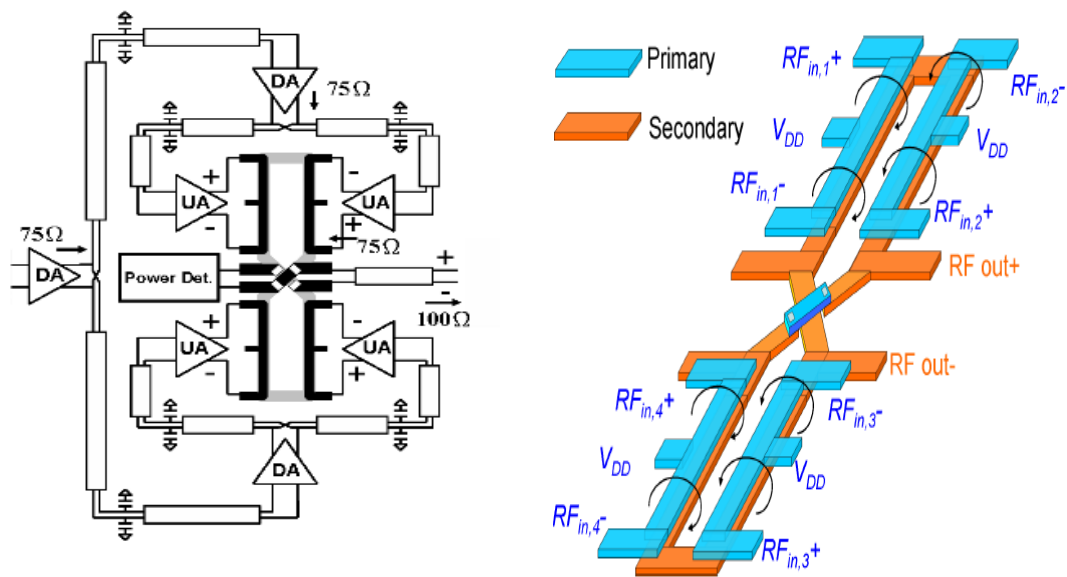 DA
75Ω
+
-
UA
UA
-
+
75Ω
75Ω
DA
Power Det.
+
-
100Ω
+
-
UA
UA
-
+
DA
Primary
Secondary
RFin,1+
RFin,2-
VDD
VDD
RFin,1-
RFin,2+
RF out+
RF out-
RFin,4+
RFin,3-
VDD
VDD
RFin,4-
RFin,3+